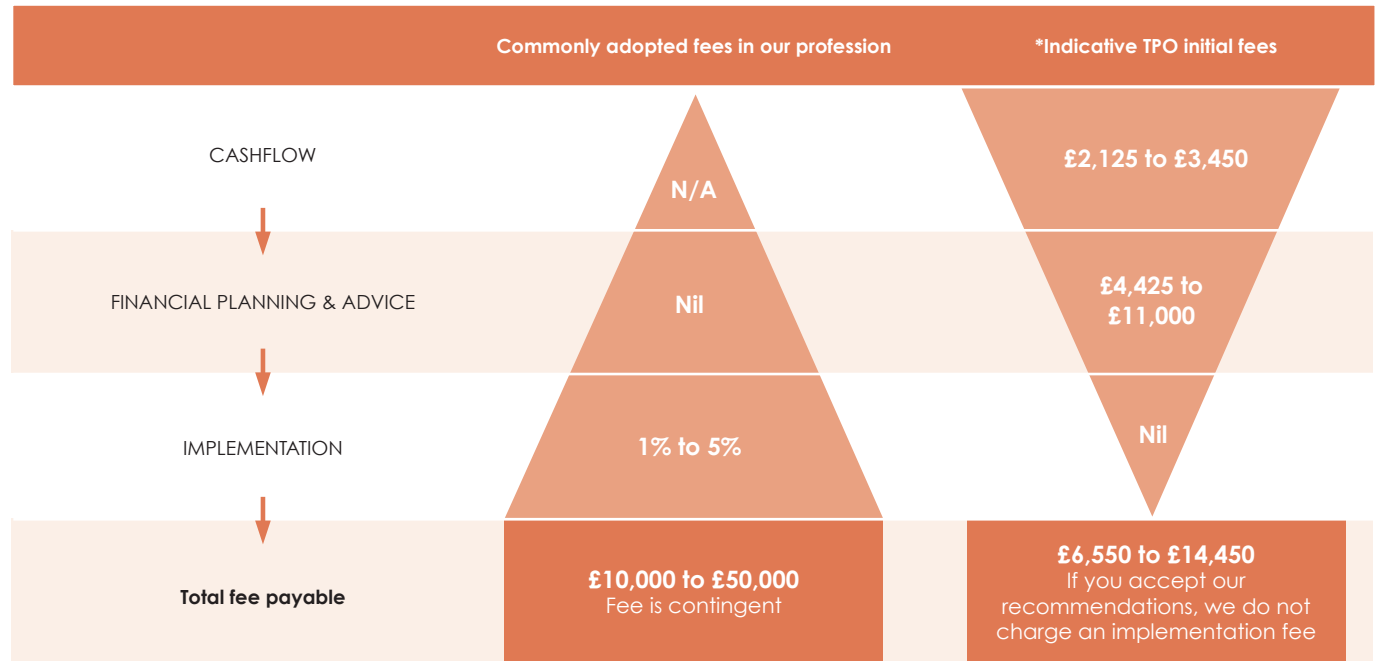 Commonly adopted fees in our profession
*Indicative TPO initial fees
CASHFLOW
N/A
£2,125 to £3,450
FINANCIAL PLANNING & ADVICE
Nil
£4,425 to
£11,000
IMPLEMENTATION
1% to 5%
Nil
Total fee payable
£10,000 to £50,000
Fee is contingent
£6,550 to £14,450
If you accept our
recommendations, we do not
charge an implementation fee